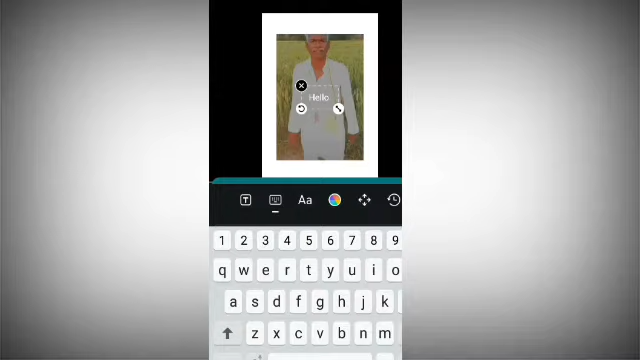 Hello
T Aa
1 2 3 4 5 6 7 8 9
q w e r t y u i o
a s d f g h j k
z x c v b n m